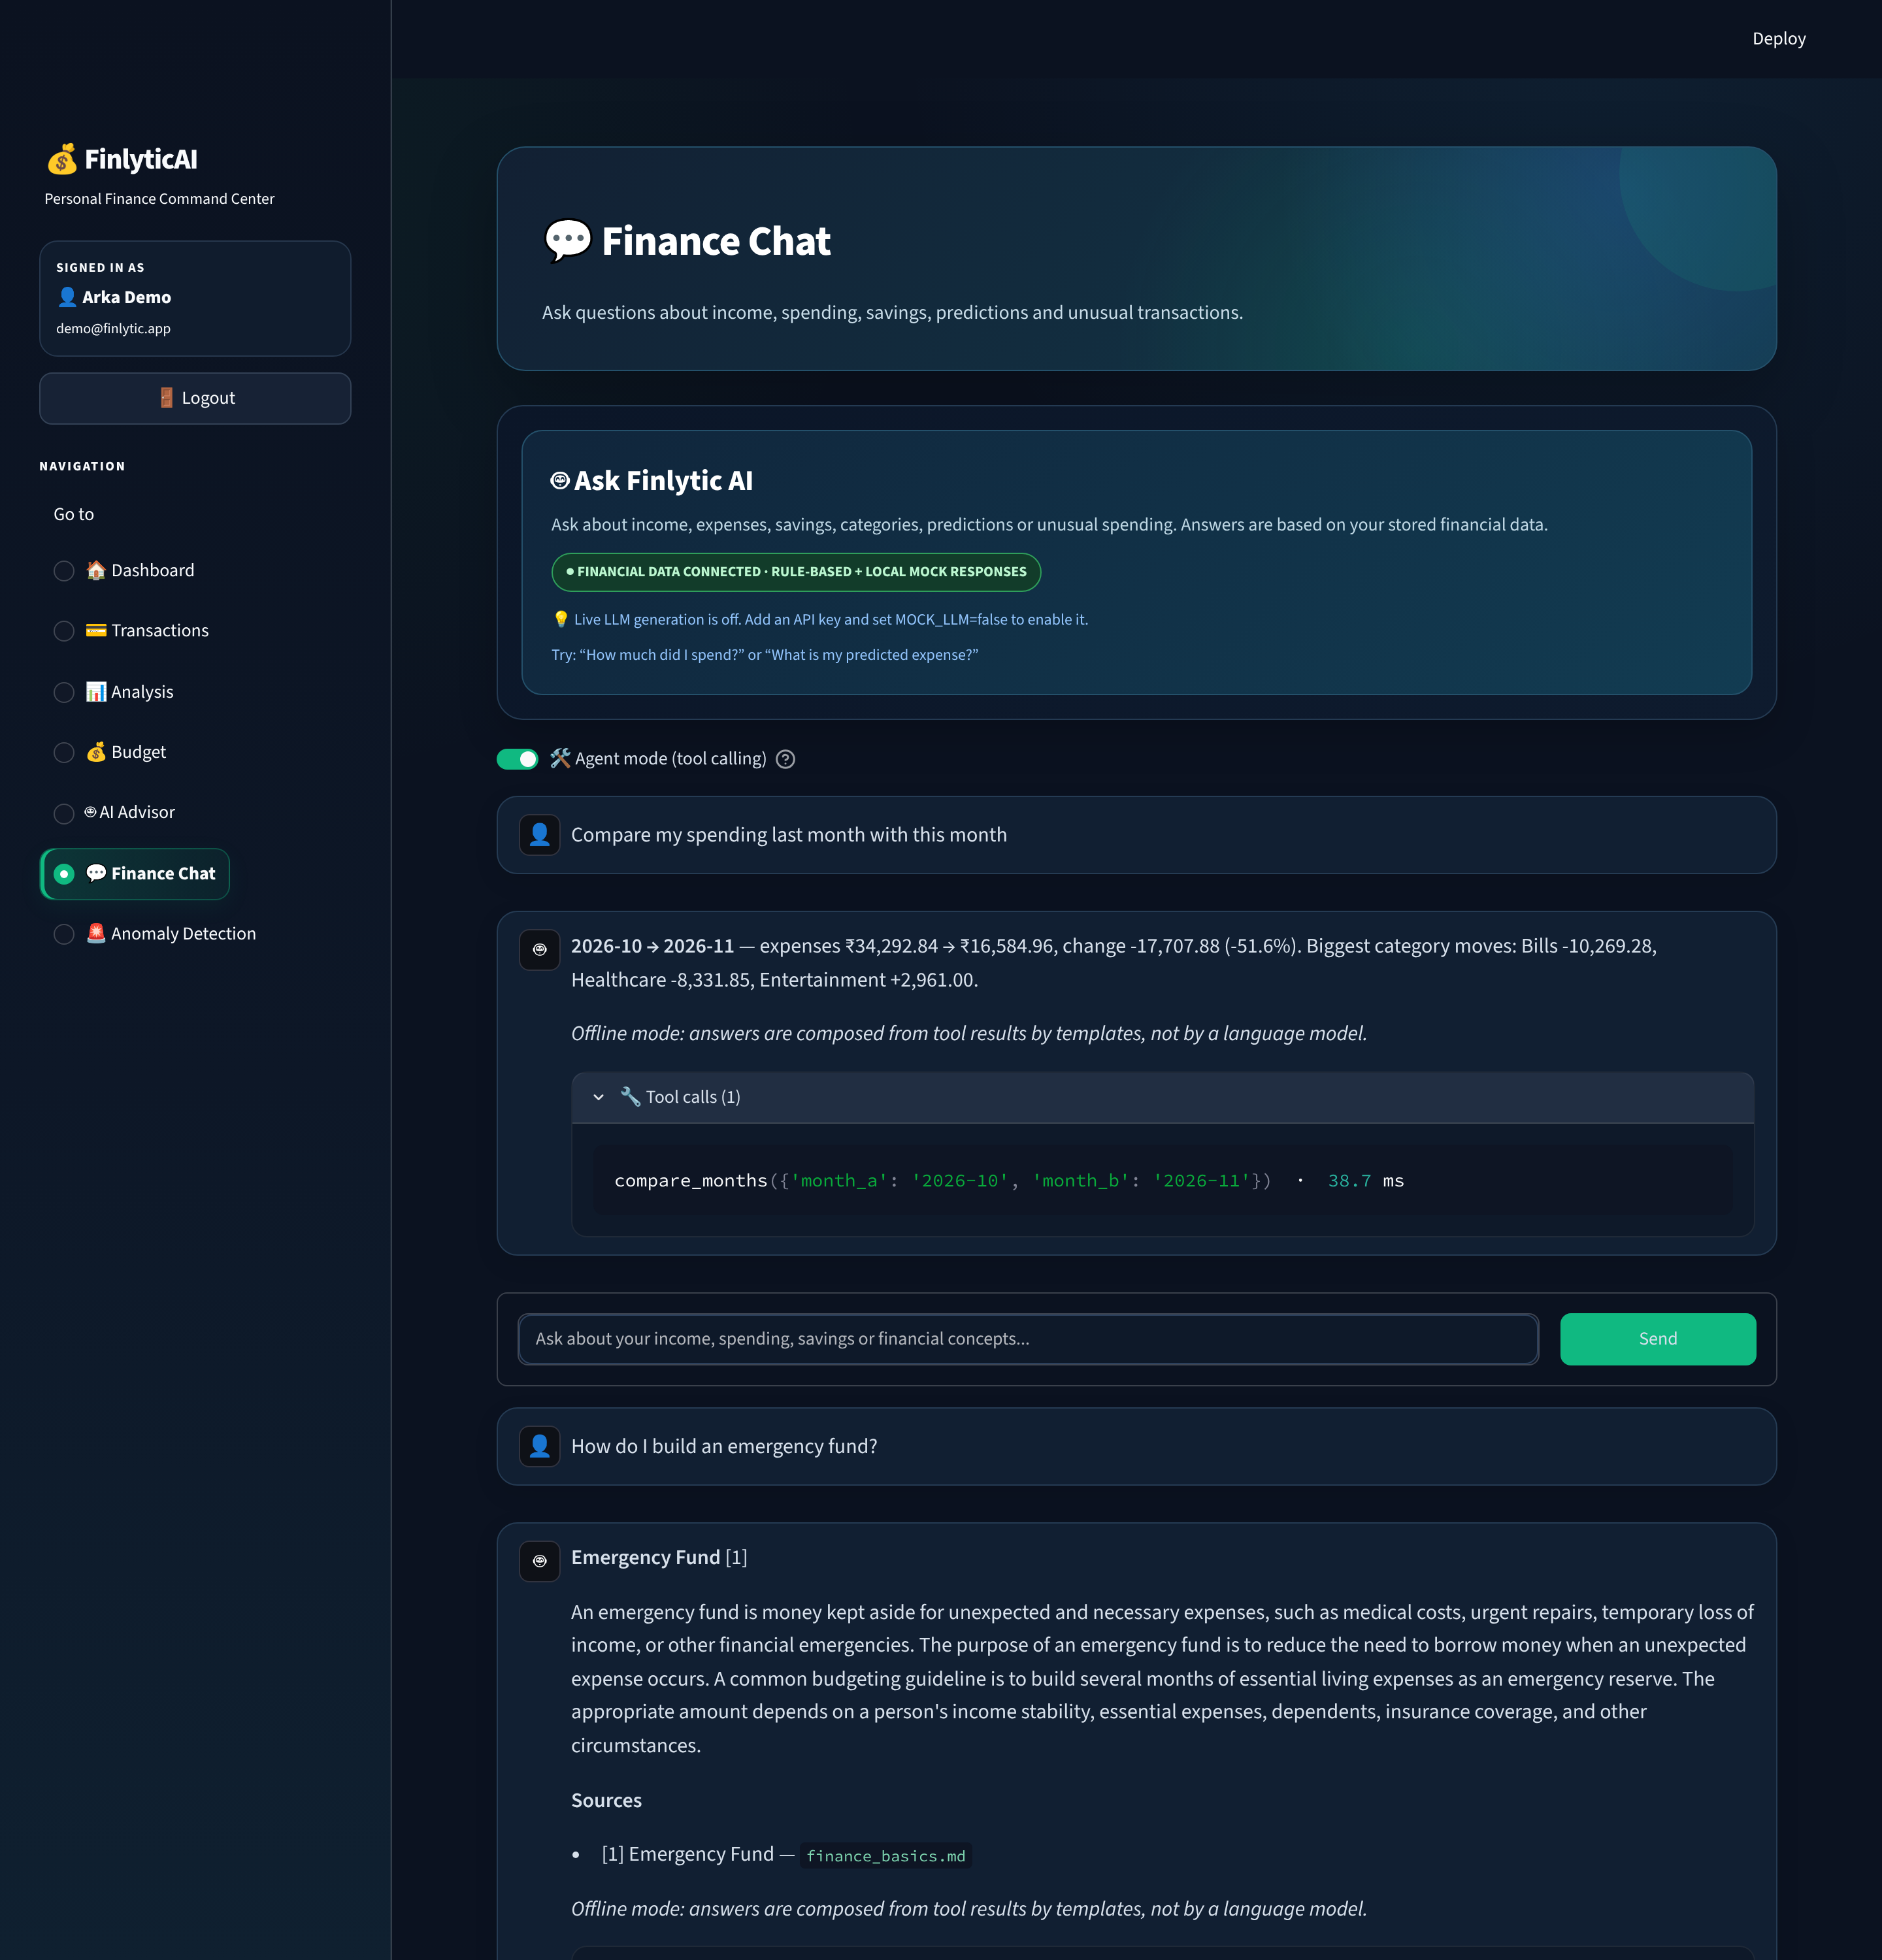 Deploy
💰 FinlyticAI
Personal Finance Command Center
SIGNED IN AS
👤 Arka Demo
demo@finlytic.app
🚪 Logout
NAVIGATION
Go to
🏠 Dashboard
💳 Transactions
📊 Analysis
💰 Budget
🤖 AI Advisor
💬 Finance Chat
🚨 Anomaly Detection
💬 Finance Chat
Ask questions about income, spending, savings, predictions and unusual transactions.
🤖 Ask Finlytic AI
Ask about income, expenses, savings, categories, predictions or unusual spending. Answers are based on your stored financial data.
● FINANCIAL DATA CONNECTED · RULE-BASED + LOCAL MOCK RESPONSES
💡 Live LLM generation is off. Add an API key and set MOCK_LLM=false to enable it.
Try: “How much did I spend?” or “What is my predicted expense?”
🛠️ Agent mode (tool calling)
Compare my spending last month with this month
2026-10 → 2026-11 — expenses ₹34,292.84 → ₹16,584.96, change -17,707.88 (-51.6%). Biggest category moves: Bills -10,269.28,
Healthcare -8,331.85, Entertainment +2,961.00.
Offline mode: answers are composed from tool results by templates, not by a language model.
🔧 Tool calls (1)
compare_months({'month_a': '2026-10', 'month_b': '2026-11'}) · 38.7 ms
Ask about your income, spending, savings or financial concepts...
Send
How do I build an emergency fund?
Emergency Fund [1]
An emergency fund is money kept aside for unexpected and necessary expenses, such as medical costs, urgent repairs, temporary loss of
income, or other financial emergencies. The purpose of an emergency fund is to reduce the need to borrow money when an unexpected
expense occurs. A common budgeting guideline is to build several months of essential living expenses as an emergency reserve. The
appropriate amount depends on a person's income stability, essential expenses, dependents, insurance coverage, and other
circumstances.
Sources
• [1] Emergency Fund — finance_basics.md
Offline mode: answers are composed from tool results by templates, not by a language model.